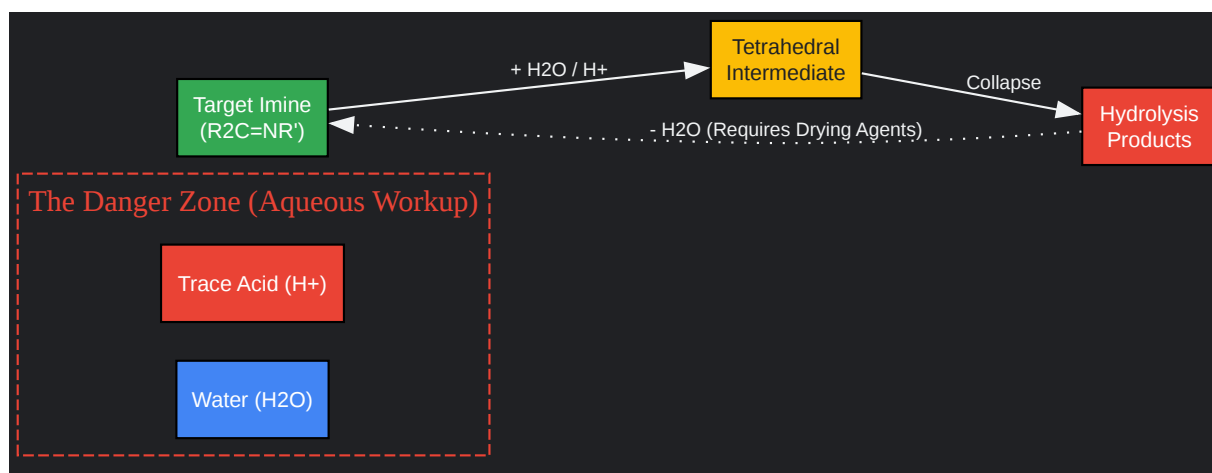 Target Imine
(R2C=NR')
+ H2O / H+
Tetrahedral
Intermediate
Collapse
Hydrolysis
Products
- H2O (Requires Drying Agents)
The Danger Zone (Aqueous Workup)
Trace Acid (H+)
Water (H2O)